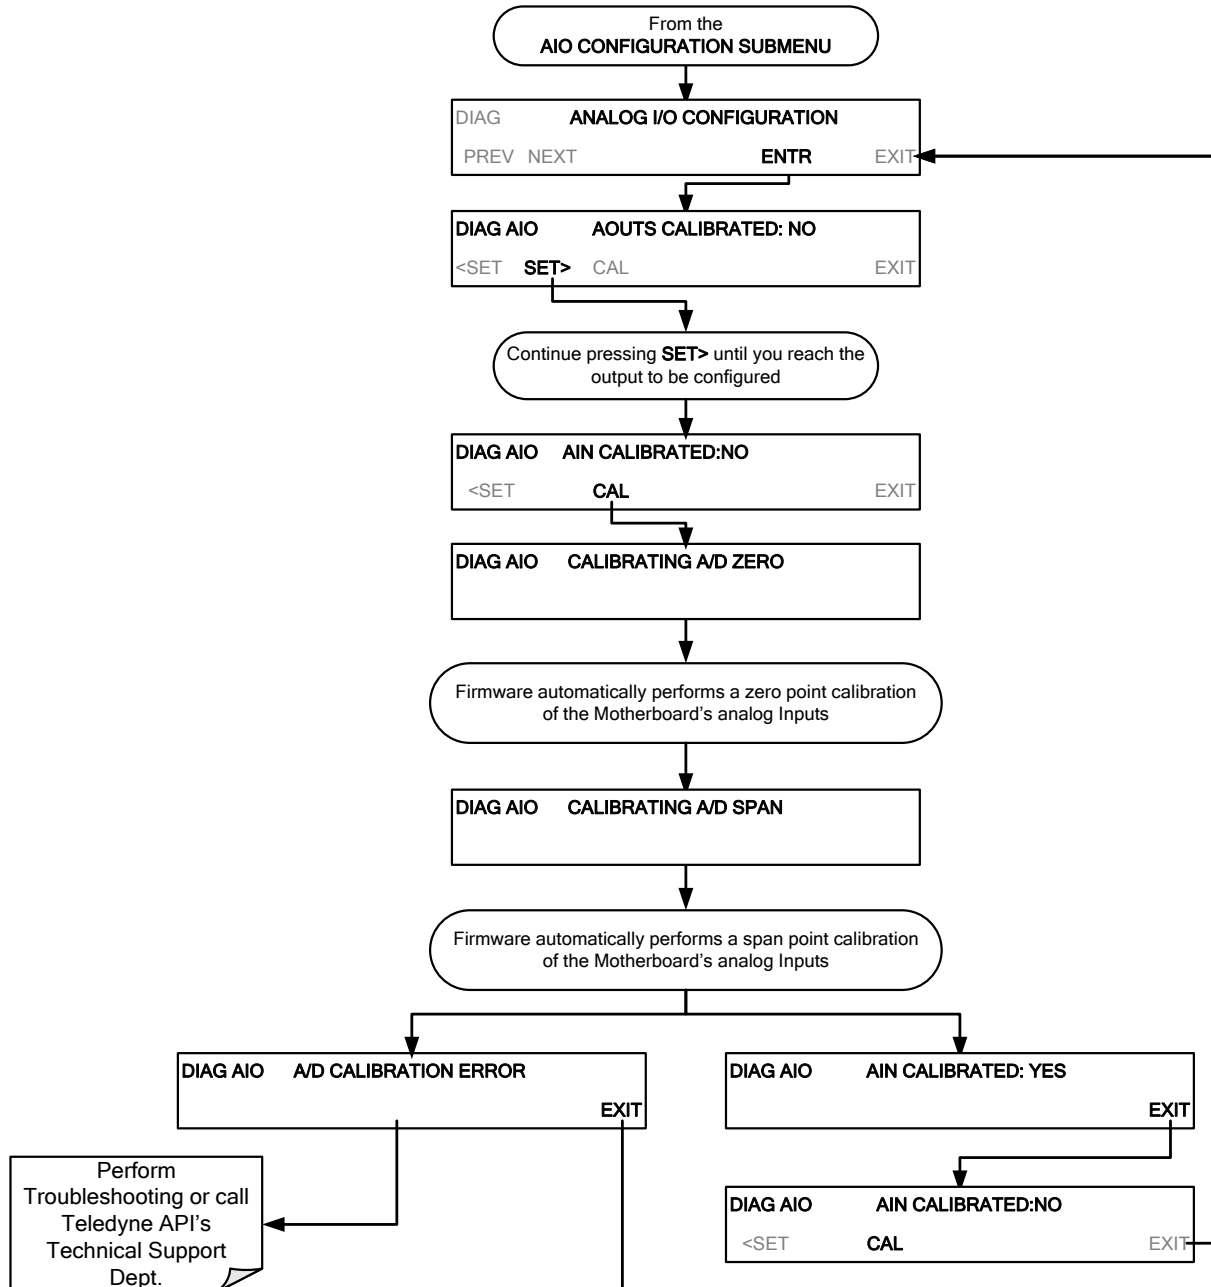 From the
AIO CONFIGURATION SUBMENU
DIAG ANALOG I/O CONFIGURATION
PREV NEXT ENTR EXIT
DIAG AIO AOUTS CALIBRATED: NO
<SET SET> CAL EXIT
Continue pressing SET> until you reach the
output to be configured
DIAG AIO AIN CALIBRATED:NO
<SET CAL EXIT
DIAG AIO CALIBRATING A/D ZERO
Firmware automatically performs a zero point calibration
of the Motherboard's analog Inputs
DIAG AIO CALIBRATING A/D SPAN
Firmware automatically performs a span point calibration
of the Motherboard's analog Inputs
DIAG AIO A/D CALIBRATION ERROR
EXIT
Perform
Troubleshooting or call
Teledyne API's
Technical Support
Dept.
DIAG AIO AIN CALIBRATED: YES
EXIT
DIAG AIO AIN CALIBRATED:NO
<SET CAL EXIT